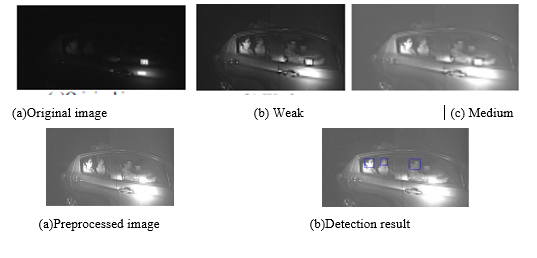 (a)Original image
(b) Weak
(c) Medium
(a)Preprocessed image
(b)Detection result